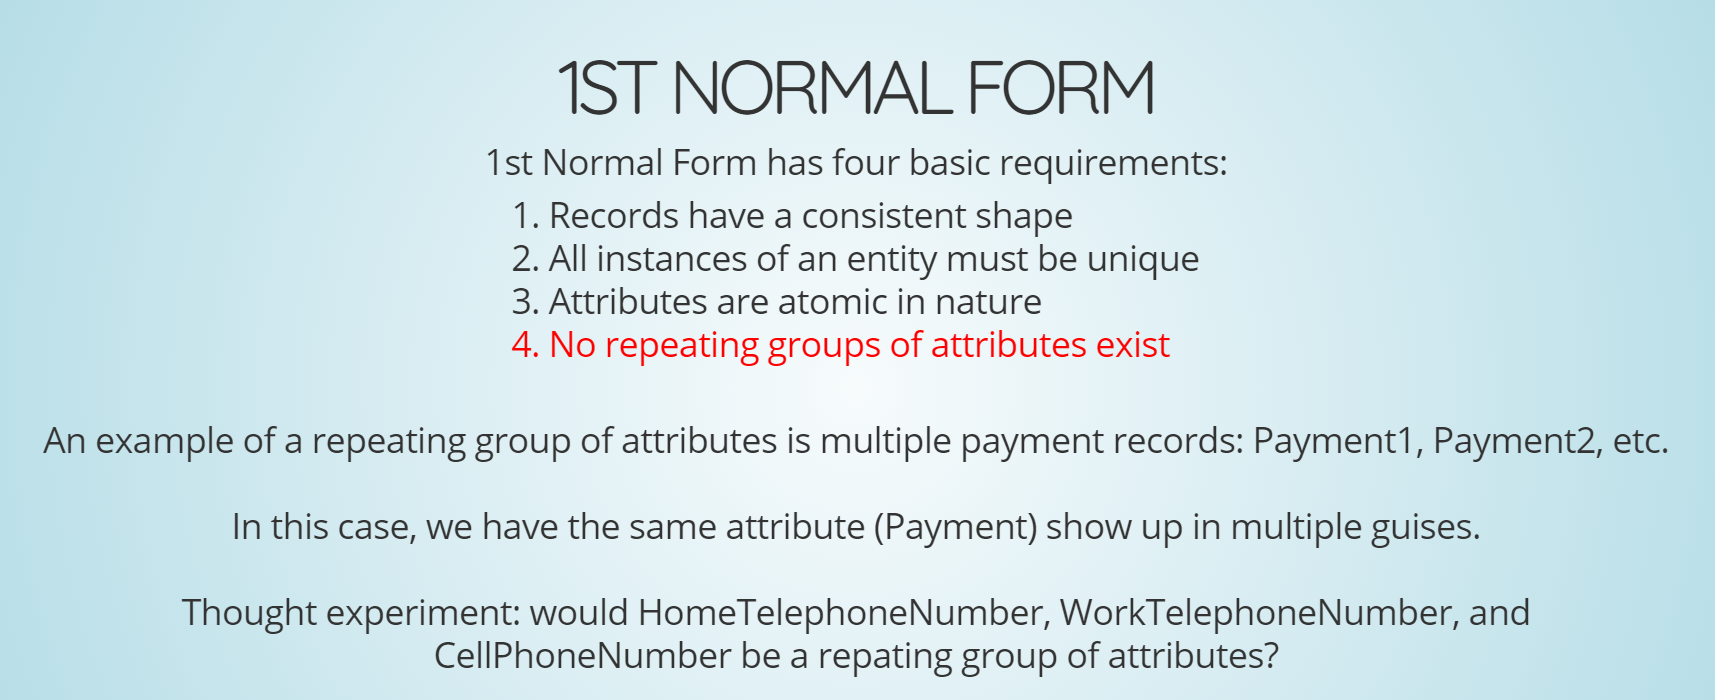 1ST NORMAL FORM
1st Normal Form has four basic requirements:
1. Records have a consistent shape
2. All instances of an entity must be unique
3. Attributes are atomic in nature
4. No repeating groups of attributes exist
An example of a repeating group of attributes is multiple payment records: Payment1, Payment2, etc.
In this case, we have the same attribute (Payment) show up in multiple guises.
Thought experiment: would HomeTelephoneNumber, WorkTelephoneNumber, and
CellPhoneNumber be a repating group of attributes?